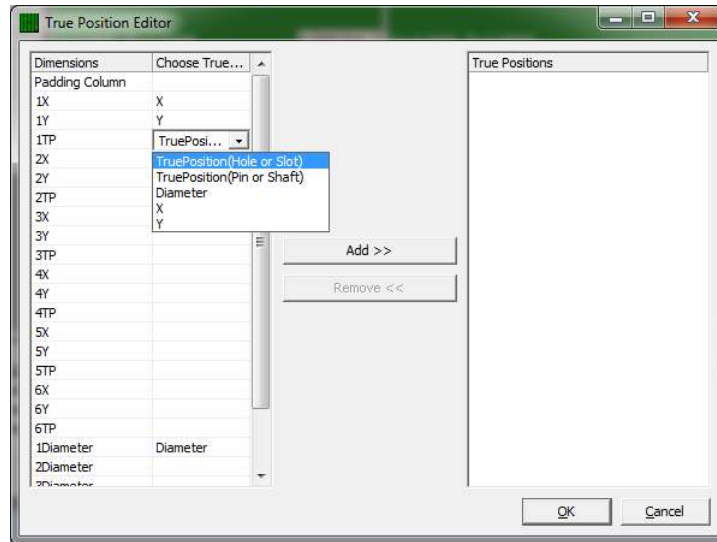 True Position Editor
Dimensions Choose True... True Positions
Padding Column
1X X
1Y Y
1TP TruePosi...
2X TruePosition(Hole or Slot)
2Y TruePosition(Pin or Shaft)
2TP Diameter
3X X
3Y Y
3TP Add >>
4X
4Y Remove <<
4TP
5X
5Y
5TP
6X
6Y
6TP
1Diameter Diameter
2Diameter
3Diameter
OK Cancel